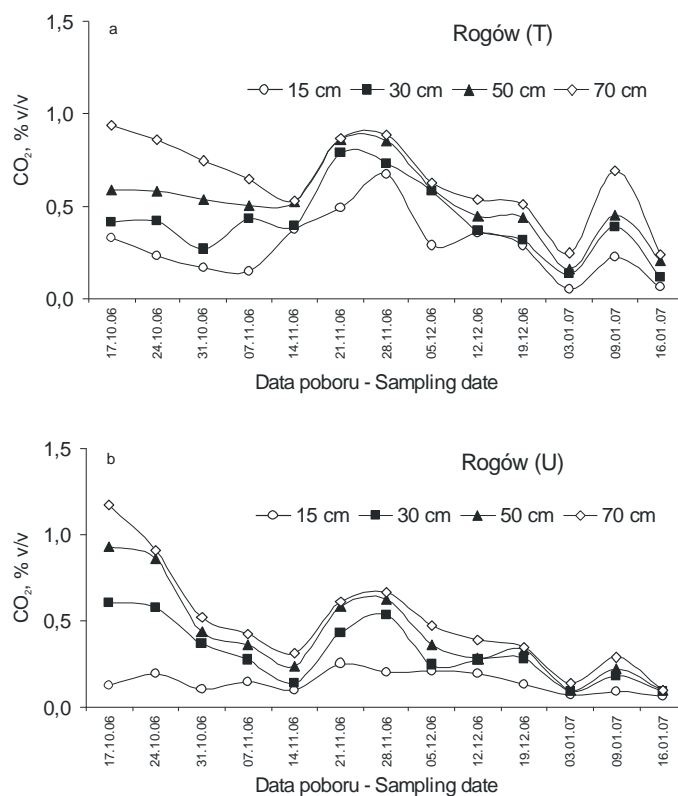 a
Rogów (T)
15 cm 30 cm 50 cm 70 cm
CO₂, % v/v
1,5
1,0
0,5
0,0
17.10.06 24.10.06 31.10.06 07.11.06 14.11.06 21.11.06 28.11.06 05.12.06 12.12.06 19.12.06 03.01.07 09.01.07 16.01.07
Data poboru - Sampling date
b
Rogów (U)
15 cm 30 cm 50 cm 70 cm
CO₂, % v/v
1,5
1,0
0,5
0,0
17.10.06 24.10.06 31.10.06 07.11.06 14.11.06 21.11.06 28.11.06 05.12.06 12.12.06 19.12.06 03.01.07 09.01.07 16.01.07
Data poboru - Sampling date